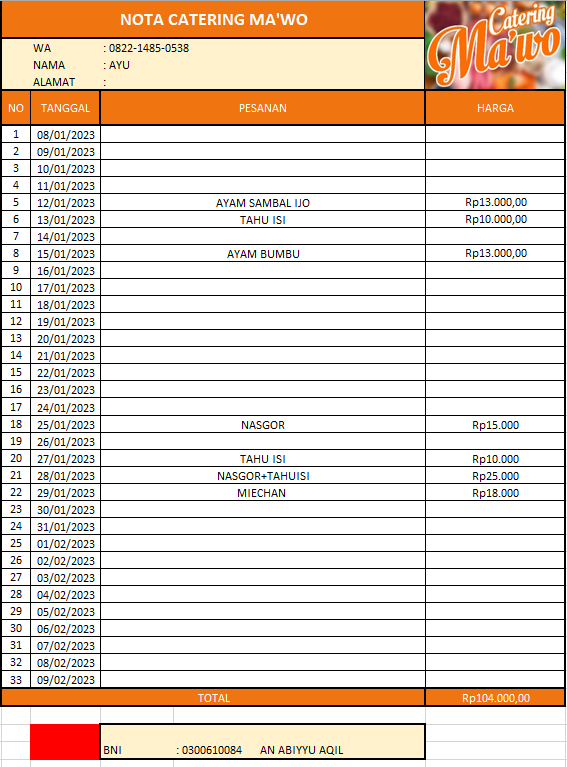 NOTA CATERING MA'WO
Catering
Ma'wo
WA : 0822-1485-0538
NAMA : AYU
ALAMAT :
NO TANGGAL PESANAN HARGA
1 08/01/2023
2 09/01/2023
3 10/01/2023
4 11/01/2023
5 12/01/2023 AYAM SAMBAL IJO Rp13.000,00
6 13/01/2023 TAHU ISI Rp10.000,00
7 14/01/2023
8 15/01/2023 AYAM BUMBU Rp13.000,00
9 16/01/2023
10 17/01/2023
11 18/01/2023
12 19/01/2023
13 20/01/2023
14 21/01/2023
15 22/01/2023
16 23/01/2023
17 24/01/2023
18 25/01/2023 NASGOR Rp15.000
19 26/01/2023
20 27/01/2023 TAHU ISI Rp10.000
21 28/01/2023 NASGOR+TAHUISI Rp25.000
22 29/01/2023 MIECHAN Rp18.000
23 30/01/2023
24 31/01/2023
25 01/02/2023
26 02/02/2023
27 03/02/2023
28 04/02/2023
29 05/02/2023
30 06/02/2023
31 07/02/2023
32 08/02/2023
33 09/02/2023
TOTAL Rp104.000,00
BNI : 0300610084 AN ABIYYU AQIL